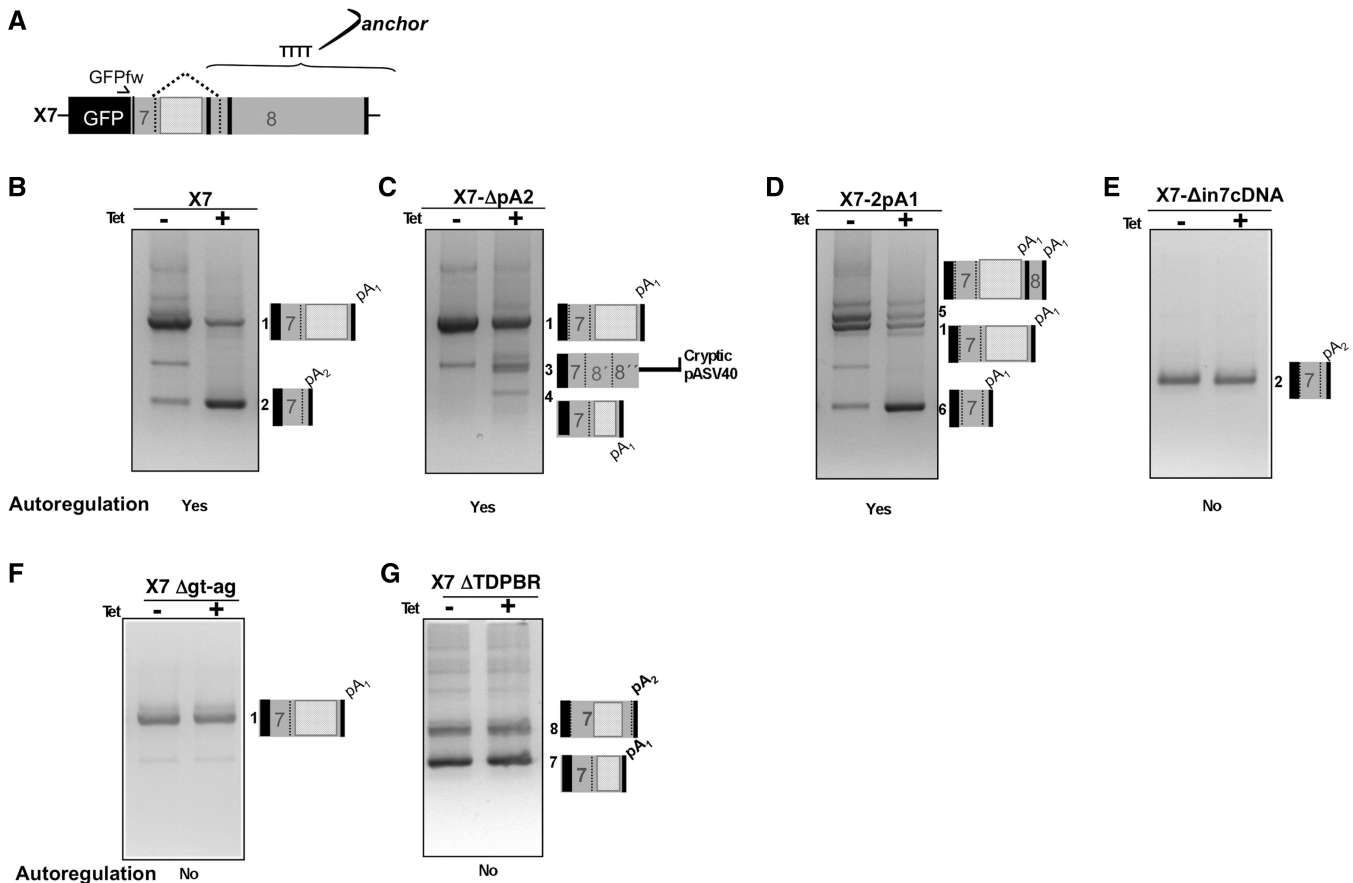 A
anchor
TTTT
GFPfw
X7
GFP
7
8
B
X7
Tet
-
+
1
7
pA1
2
7
pA2
C
X7-ΔpA2
Tet
-
+
1
7
pA1
3
7
8´
8´´
Cryptic
pASV40
4
7
pA1
D
X7-2pA1
-
+
7
pA1
8
pA1
5
1
7
pA1
6
7
pA1
E
X7-Δin7cDNA
Tet
-
+
2
7
pA2
Autoregulation Yes Yes Yes No
F
X7 Δgt-ag
Tet
-
+
1
7
pA1
G
X7 ΔTDPBR
Tet
-
+
8
7
pA2
7
7
pA1
Autoregulation No No